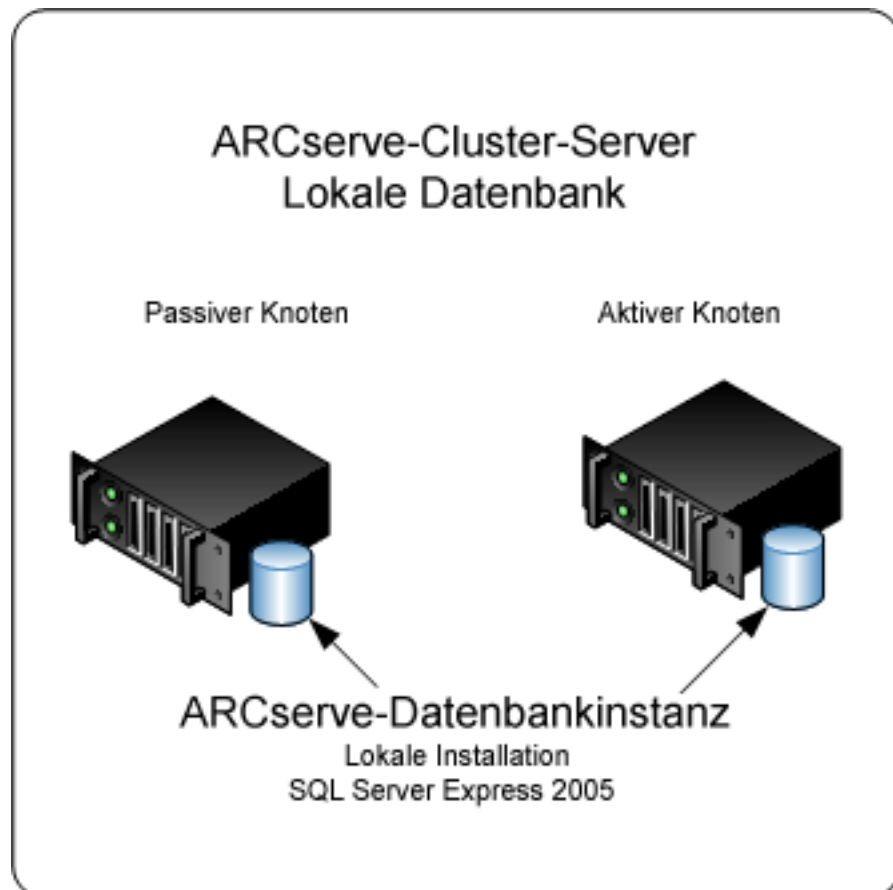 ARCserve-Cluster-Server
Lokale Datenbank
Passiver Knoten
Aktiver Knoten
ARCserve-Datenbankinstanz
Lokale Installation
SQL Server Express 2005